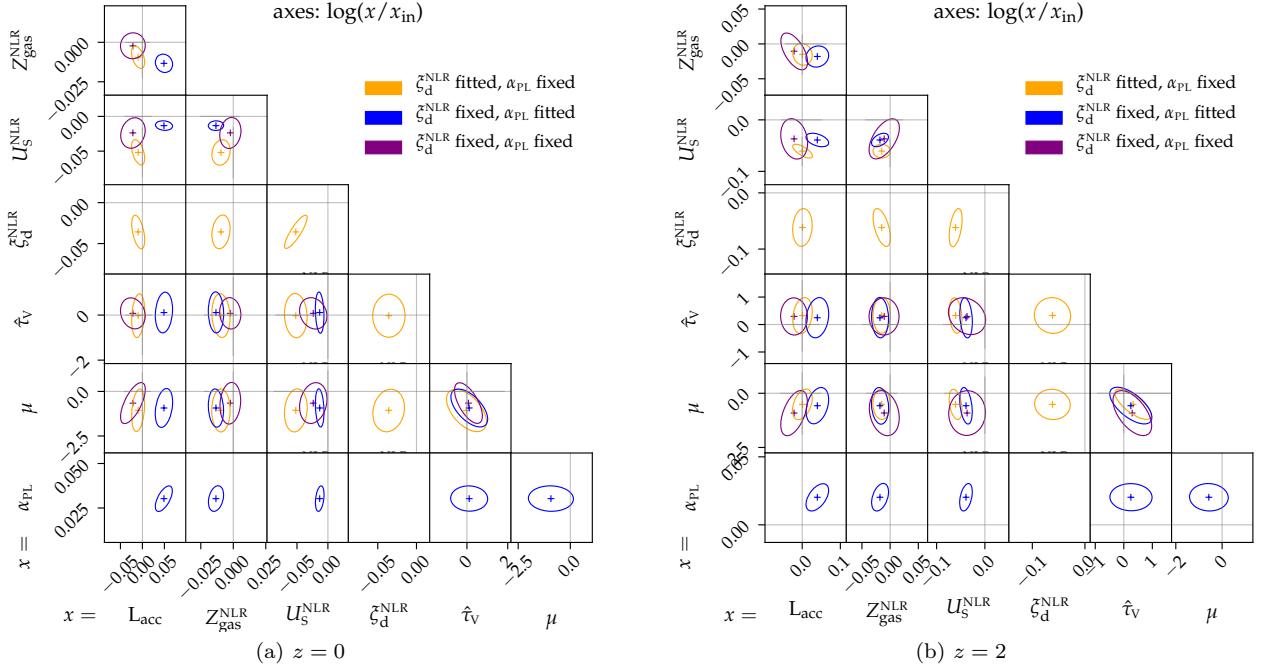 axes: log(x/x_in)
ξ_d^NLR fitted, α_PL fixed
ξ_d^NLR fixed, α_PL fitted
ξ_d^NLR fixed, α_PL fixed
Z_gas^NLR
0.000
−0.025
U_S^NLR
0.00
−0.05
ξ_d^NLR
0.00
−0.05
τ̂_V
0
−2
μ
0.0
−2.5
α_PL
0.050
0.025
x =
−0.05
0.00
0.05
−0.025
0.000
−0.05
0.00
−0.05
0.00
0
2
−2.5
0.0
x = L_acc Z_gas^NLR U_S^NLR ξ_d^NLR τ̂_V μ
(a) z = 0
axes: log(x/x_in)
ξ_d^NLR fitted, α_PL fixed
ξ_d^NLR fixed, α_PL fitted
ξ_d^NLR fixed, α_PL fixed
Z_gas^NLR
0.05
0.00
−0.05
U_S^NLR
0.0
−0.1
ξ_d^NLR
0.0
−0.1
τ̂_V
1
0
−1
μ
0.0
−2.5
α_PL
0.05
0.00
x =
0.0
0.1
−0.05
0.00
0.05
−0.1
0.0
−0.1
0.0
−1
0
1
−2
0
x = L_acc Z_gas^NLR U_S^NLR ξ_d^NLR τ̂_V μ
(b) z = 2